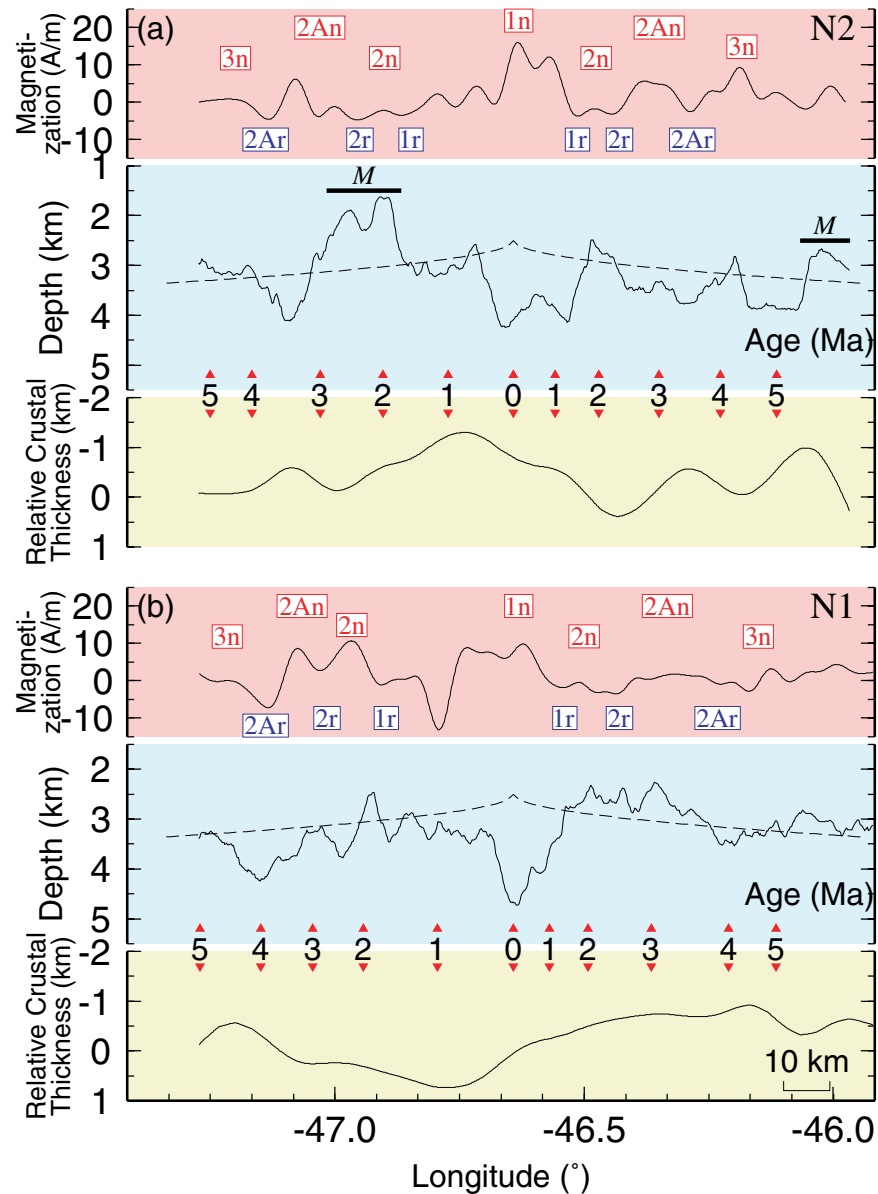 (a)
N2
Magneti-
zation (A/m)
20
10
0
-10
3n
2An
2n
1n
2n
2An
3n
2Ar
2r
1r
1r
2r
2Ar
Depth (km)
1
2
3
4
5
M
M
Age (Ma)
5 4 3 2 1 0 1 2 3 4 5
Relative Crustal
Thickness (km)
-2
-1
0
1
(b)
N1
Magneti-
zation (A/m)
20
10
0
-10
3n
2An
2n
1n
2n
2An
3n
2Ar
2r
1r
1r
2r
2Ar
Depth (km)
2
3
4
5
Age (Ma)
5 4 3 2 1 0 1 2 3 4 5
Relative Crustal
Thickness (km)
-2
-1
0
1
10 km
-47.0 -46.5 -46.0
Longitude (˚)